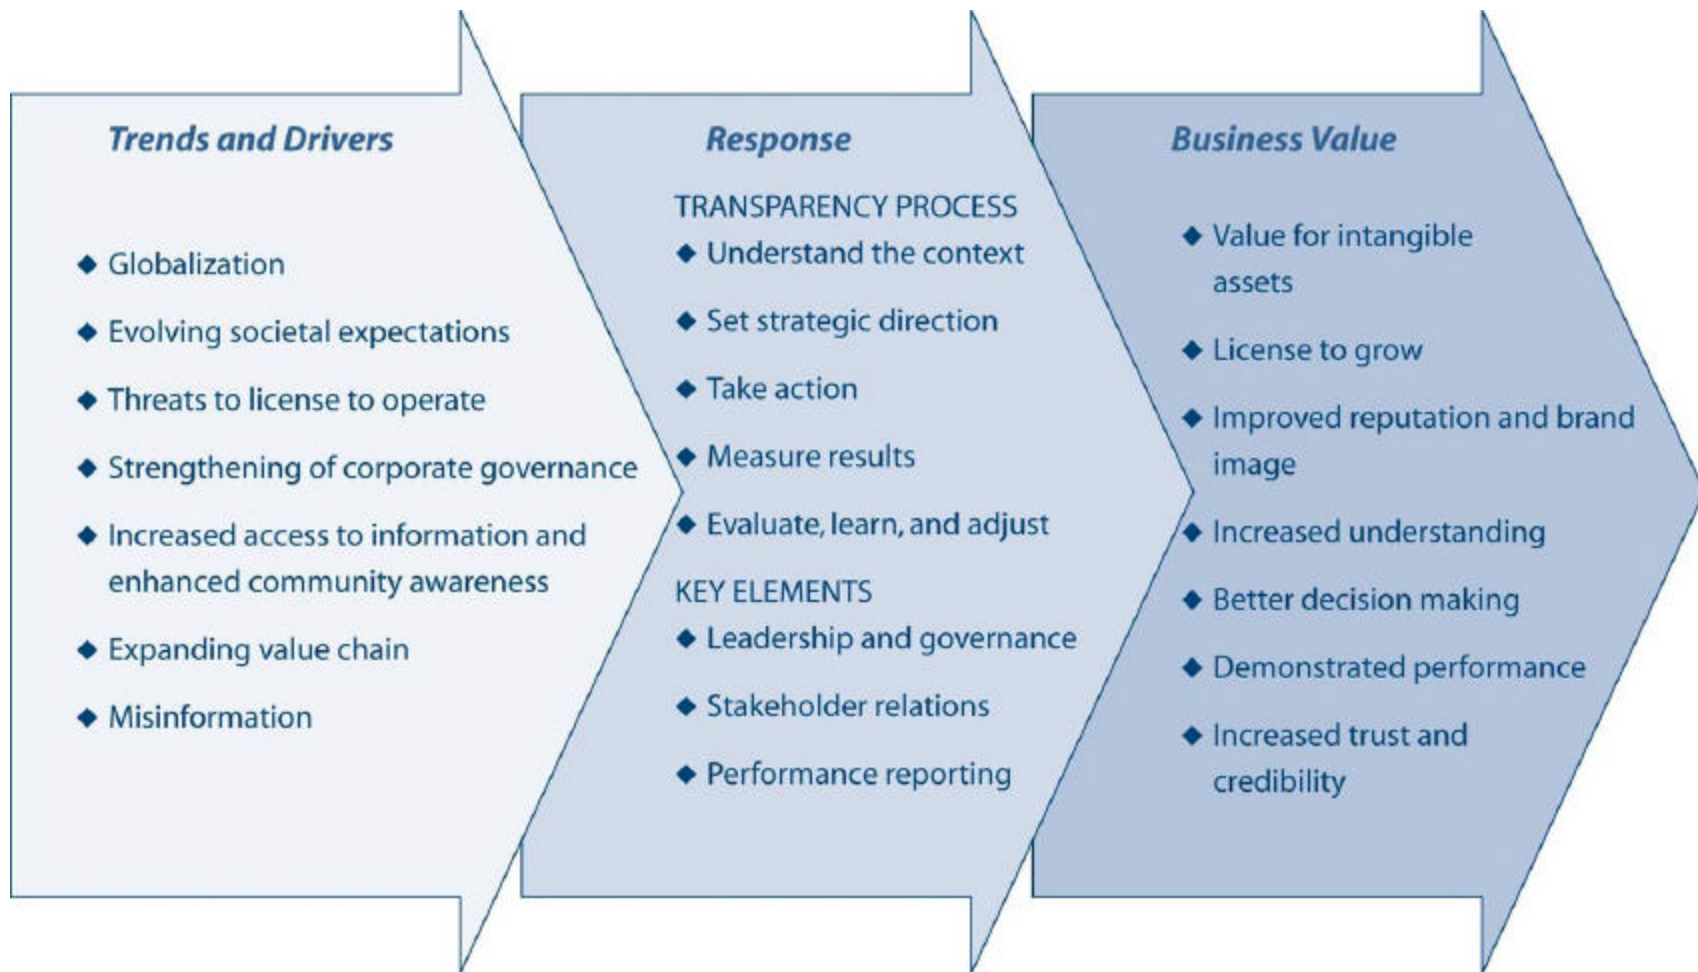 Trends and Drivers
◆ Globalization
◆ Evolving societal expectations
◆ Threats to license to operate
◆ Strengthening of corporate governance
◆ Increased access to information and
enhanced community awareness
◆ Expanding value chain
◆ Misinformation
Response
TRANSPARENCY PROCESS
◆ Understand the context
◆ Set strategic direction
◆ Take action
◆ Measure results
◆ Evaluate, learn, and adjust
KEY ELEMENTS
◆ Leadership and governance
◆ Stakeholder relations
◆ Performance reporting
Business Value
◆ Value for intangible
assets
◆ License to grow
◆ Improved reputation and brand
image
◆ Increased understanding
◆ Better decision making
◆ Demonstrated performance
◆ Increased trust and
credibility